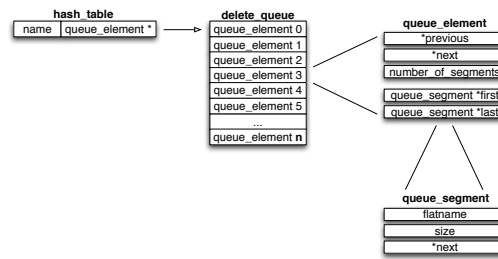 hash_table
name queue_element *
delete_queue
queue_element 0
queue_element 1
queue_element 2
queue_element 3
queue_element 4
queue_element 5
...
queue_element n
queue_element
*previous
*next
number_of_segments
queue_segment *first
queue_segment *last
queue_segment
flatname
size
*next